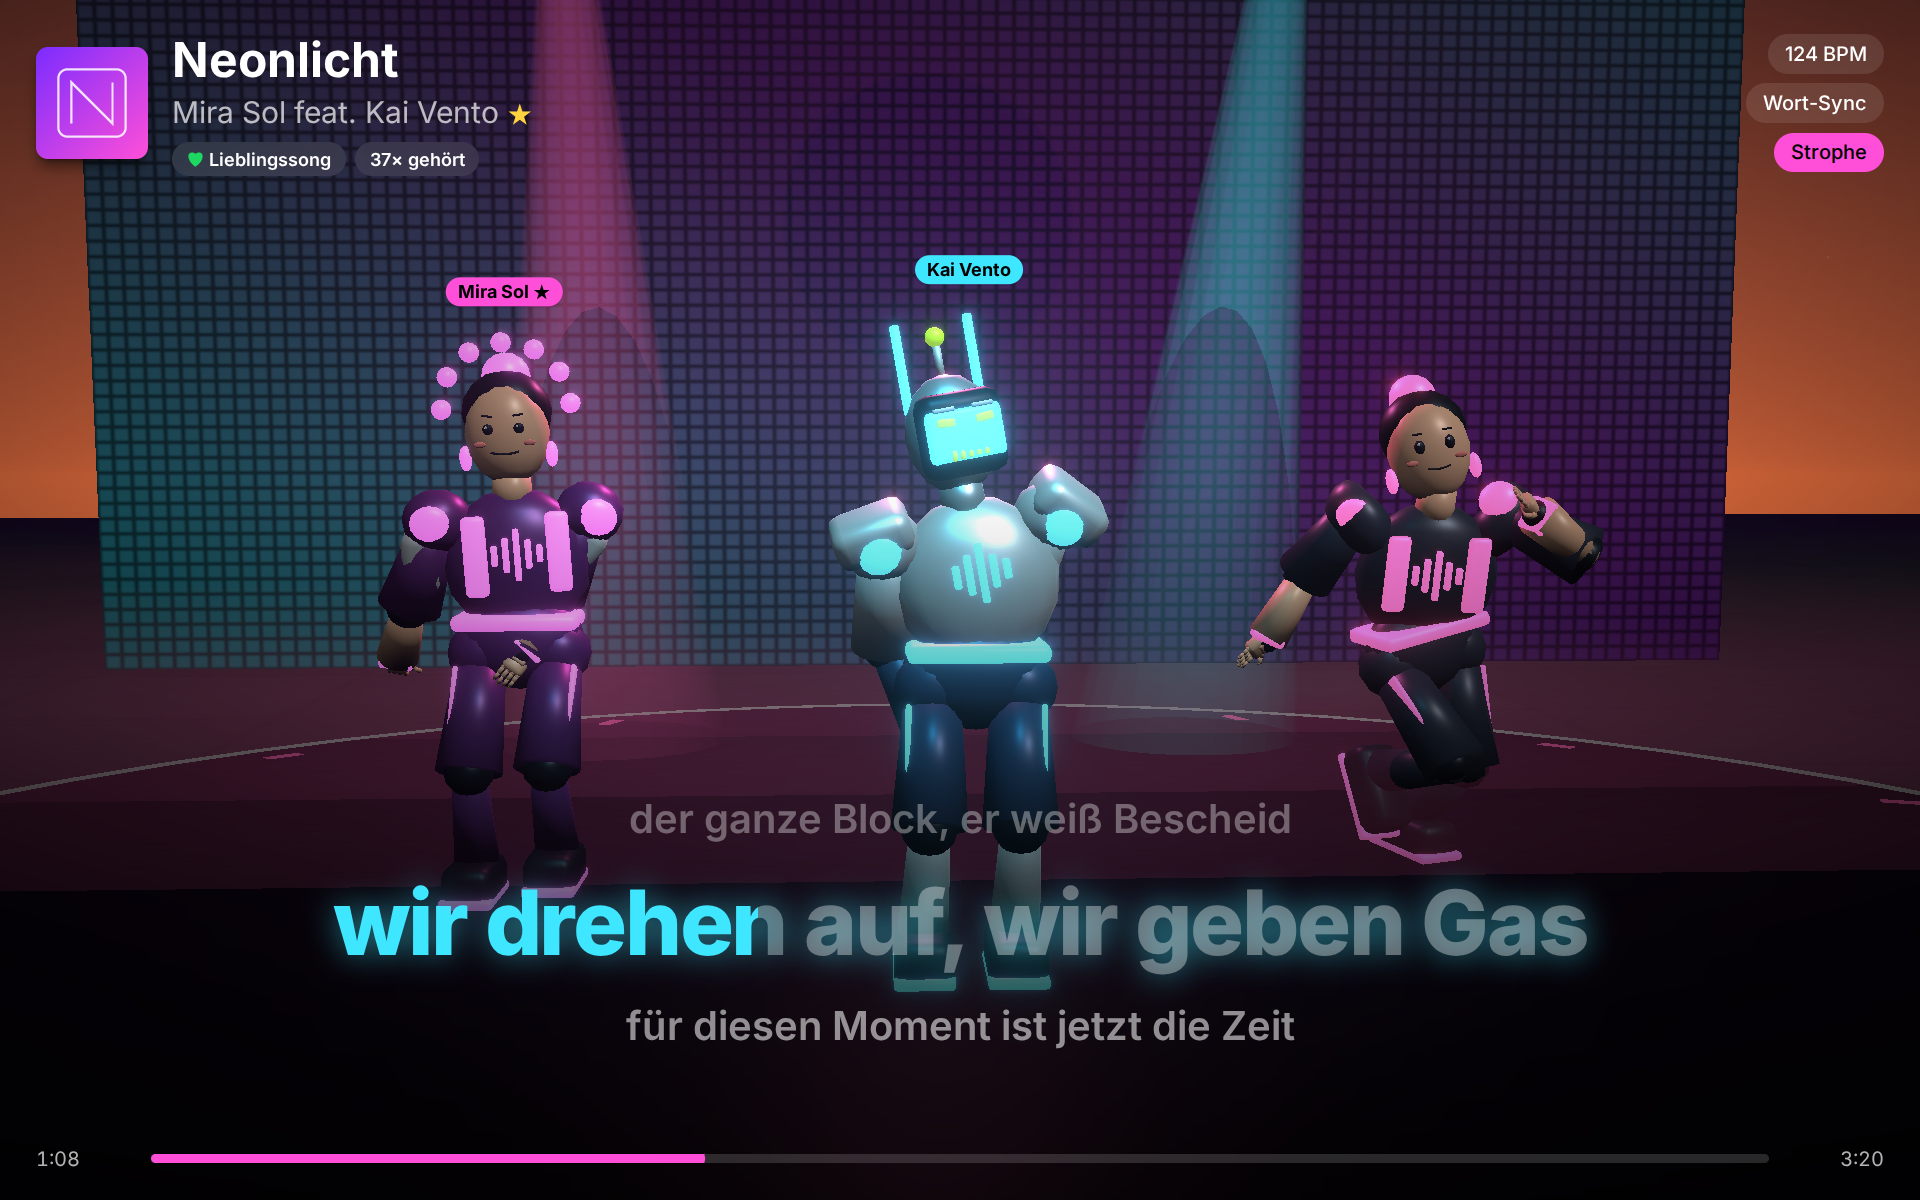 N
Neonlicht
Mira Sol feat. Kai Vento ★
Lieblingssong
37× gehört
124 BPM
Wort-Sync
Strophe
Mira Sol ★
Kai Vento
der ganze Block, er weiß Bescheid
wir drehen auf, wir geben Gas
für diesen Moment ist jetzt die Zeit
1:08
3:20